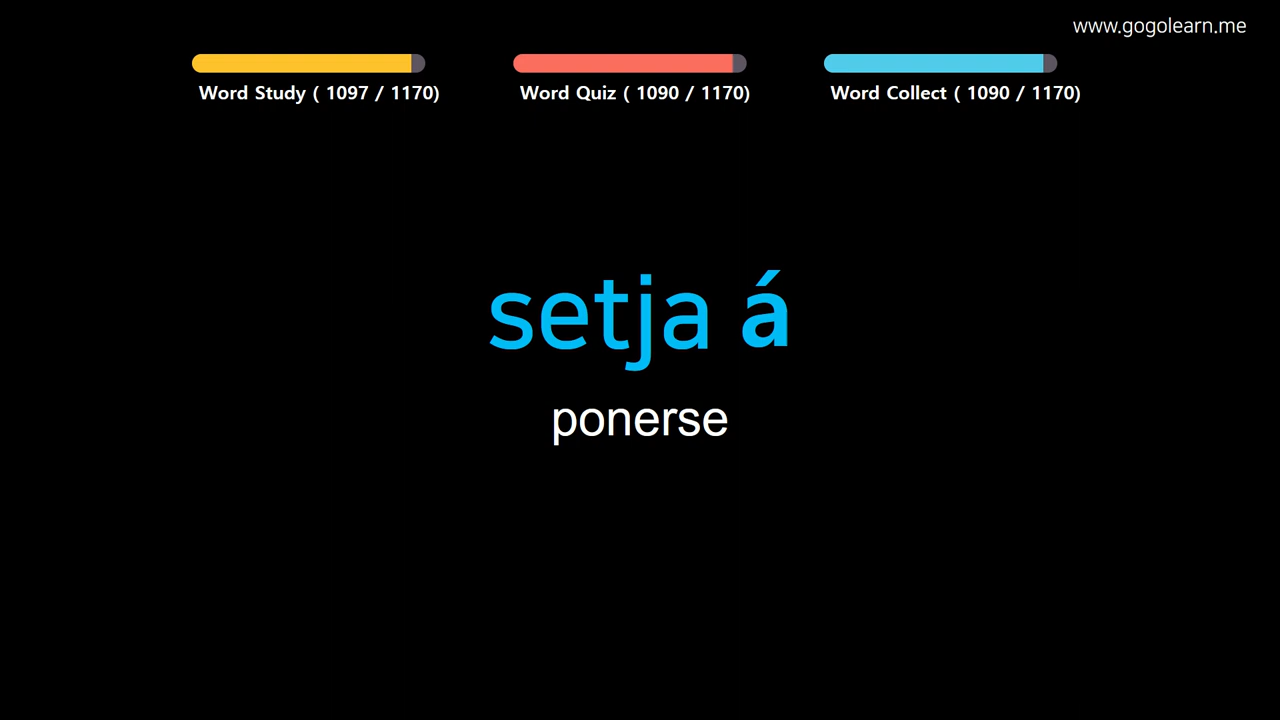 www.gogolearn.me
Word Study ( 1097 / 1170)
Word Quiz ( 1090 / 1170)
Word Collect ( 1090 / 1170)
setja á
ponerse